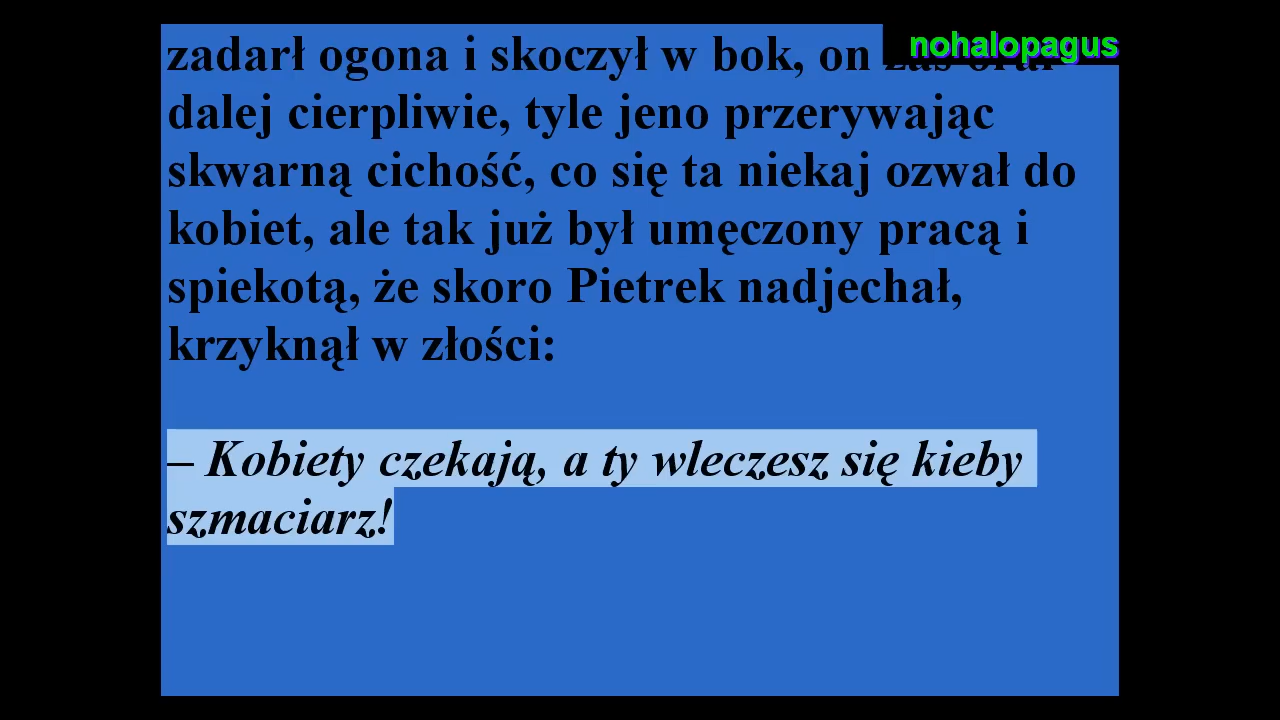 zadarł ogona i skoczył w bok, on
nohalopagus
dalej cierpliwie, tyle jeno przerywając
skwarną cichość, co się ta niekaj ozwał do
kobiet, ale tak już był umęczony pracą i
spiekotą, że skoro Pietrek nadjechał,
krzyknął w złości:
– Kobiety czekają, a ty wleczesz się kieby
szmaciarz!